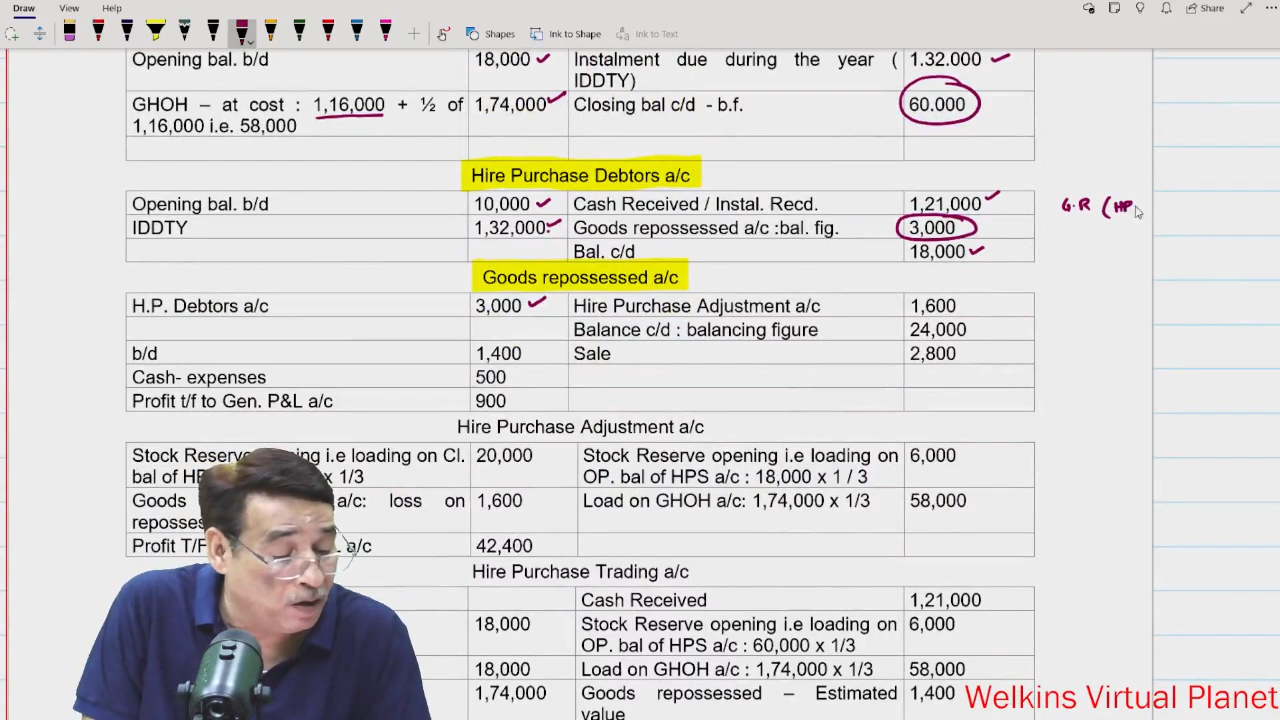 Draw Insert View Help
Share
Shapes Ink to Shape Ink to Text
Opening bal. b/d 18,000 Instalment due during the year ( IDDTY) 1.32.000
GHOH – at cost : 1,16,000 + ½ of 1,74,000 Closing bal c/d - b.f. 60.000
1,16,000 i.e. 58,000
Hire Purchase Debtors a/c
Opening bal. b/d 10,000 Cash Received / Instal. Recd. 1,21,000
G.R (HP
IDDTY 1,32,000 Goods repossessed a/c :bal. fig. 3,000
Bal. c/d 18,000
Goods repossessed a/c
H.P. Debtors a/c 3,000 Hire Purchase Adjustment a/c 1,600
Balance c/d : balancing figure 24,000
b/d 1,400 Sale 2,800
Cash- expenses 500
Profit t/f to Gen. P&L a/c 900
Hire Purchase Adjustment a/c
Stock Reserve opening i.e loading on Cl. 20,000 Stock Reserve opening i.e loading on 6,000
bal of HP x 1/3 OP. bal of HPS a/c : 18,000 x 1 / 3
Goods a/c: loss on 1,600 Load on GHOH a/c: 1,74,000 x 1/3 58,000
reposses
Profit T/F a/c 42,400
Hire Purchase Trading a/c
Cash Received 1,21,000
18,000 Stock Reserve opening i.e loading on 6,000
OP. bal of HPS a/c : 60,000 x 1/3
18,000 Load on GHOH a/c : 1,74,000 x 1/3 58,000
1,74,000 Goods repossessed – Estimated 1,400
value
Welkins Virtual Planet